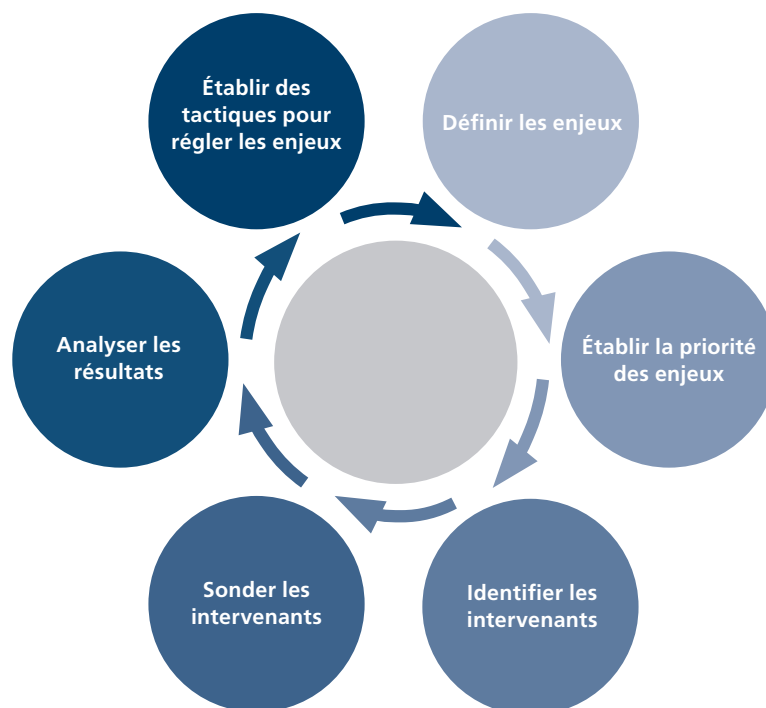 Établir des
tactiques pour
régler les enjeux
Définir les enjeux
Établir la priorité
des enjeux
Identifier les
intervenants
Sonder les
intervenants
Analyser les
résultats